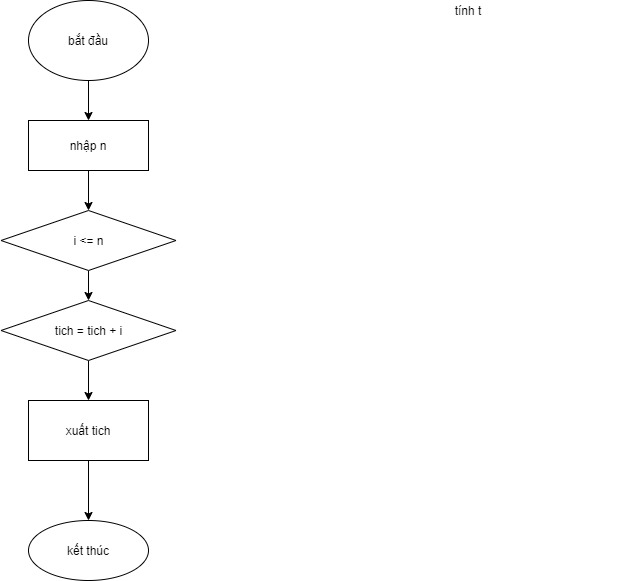 bắt đầu
tính t
nhập n
i <= n
tich = tich + i
xuất tich
kết thúc